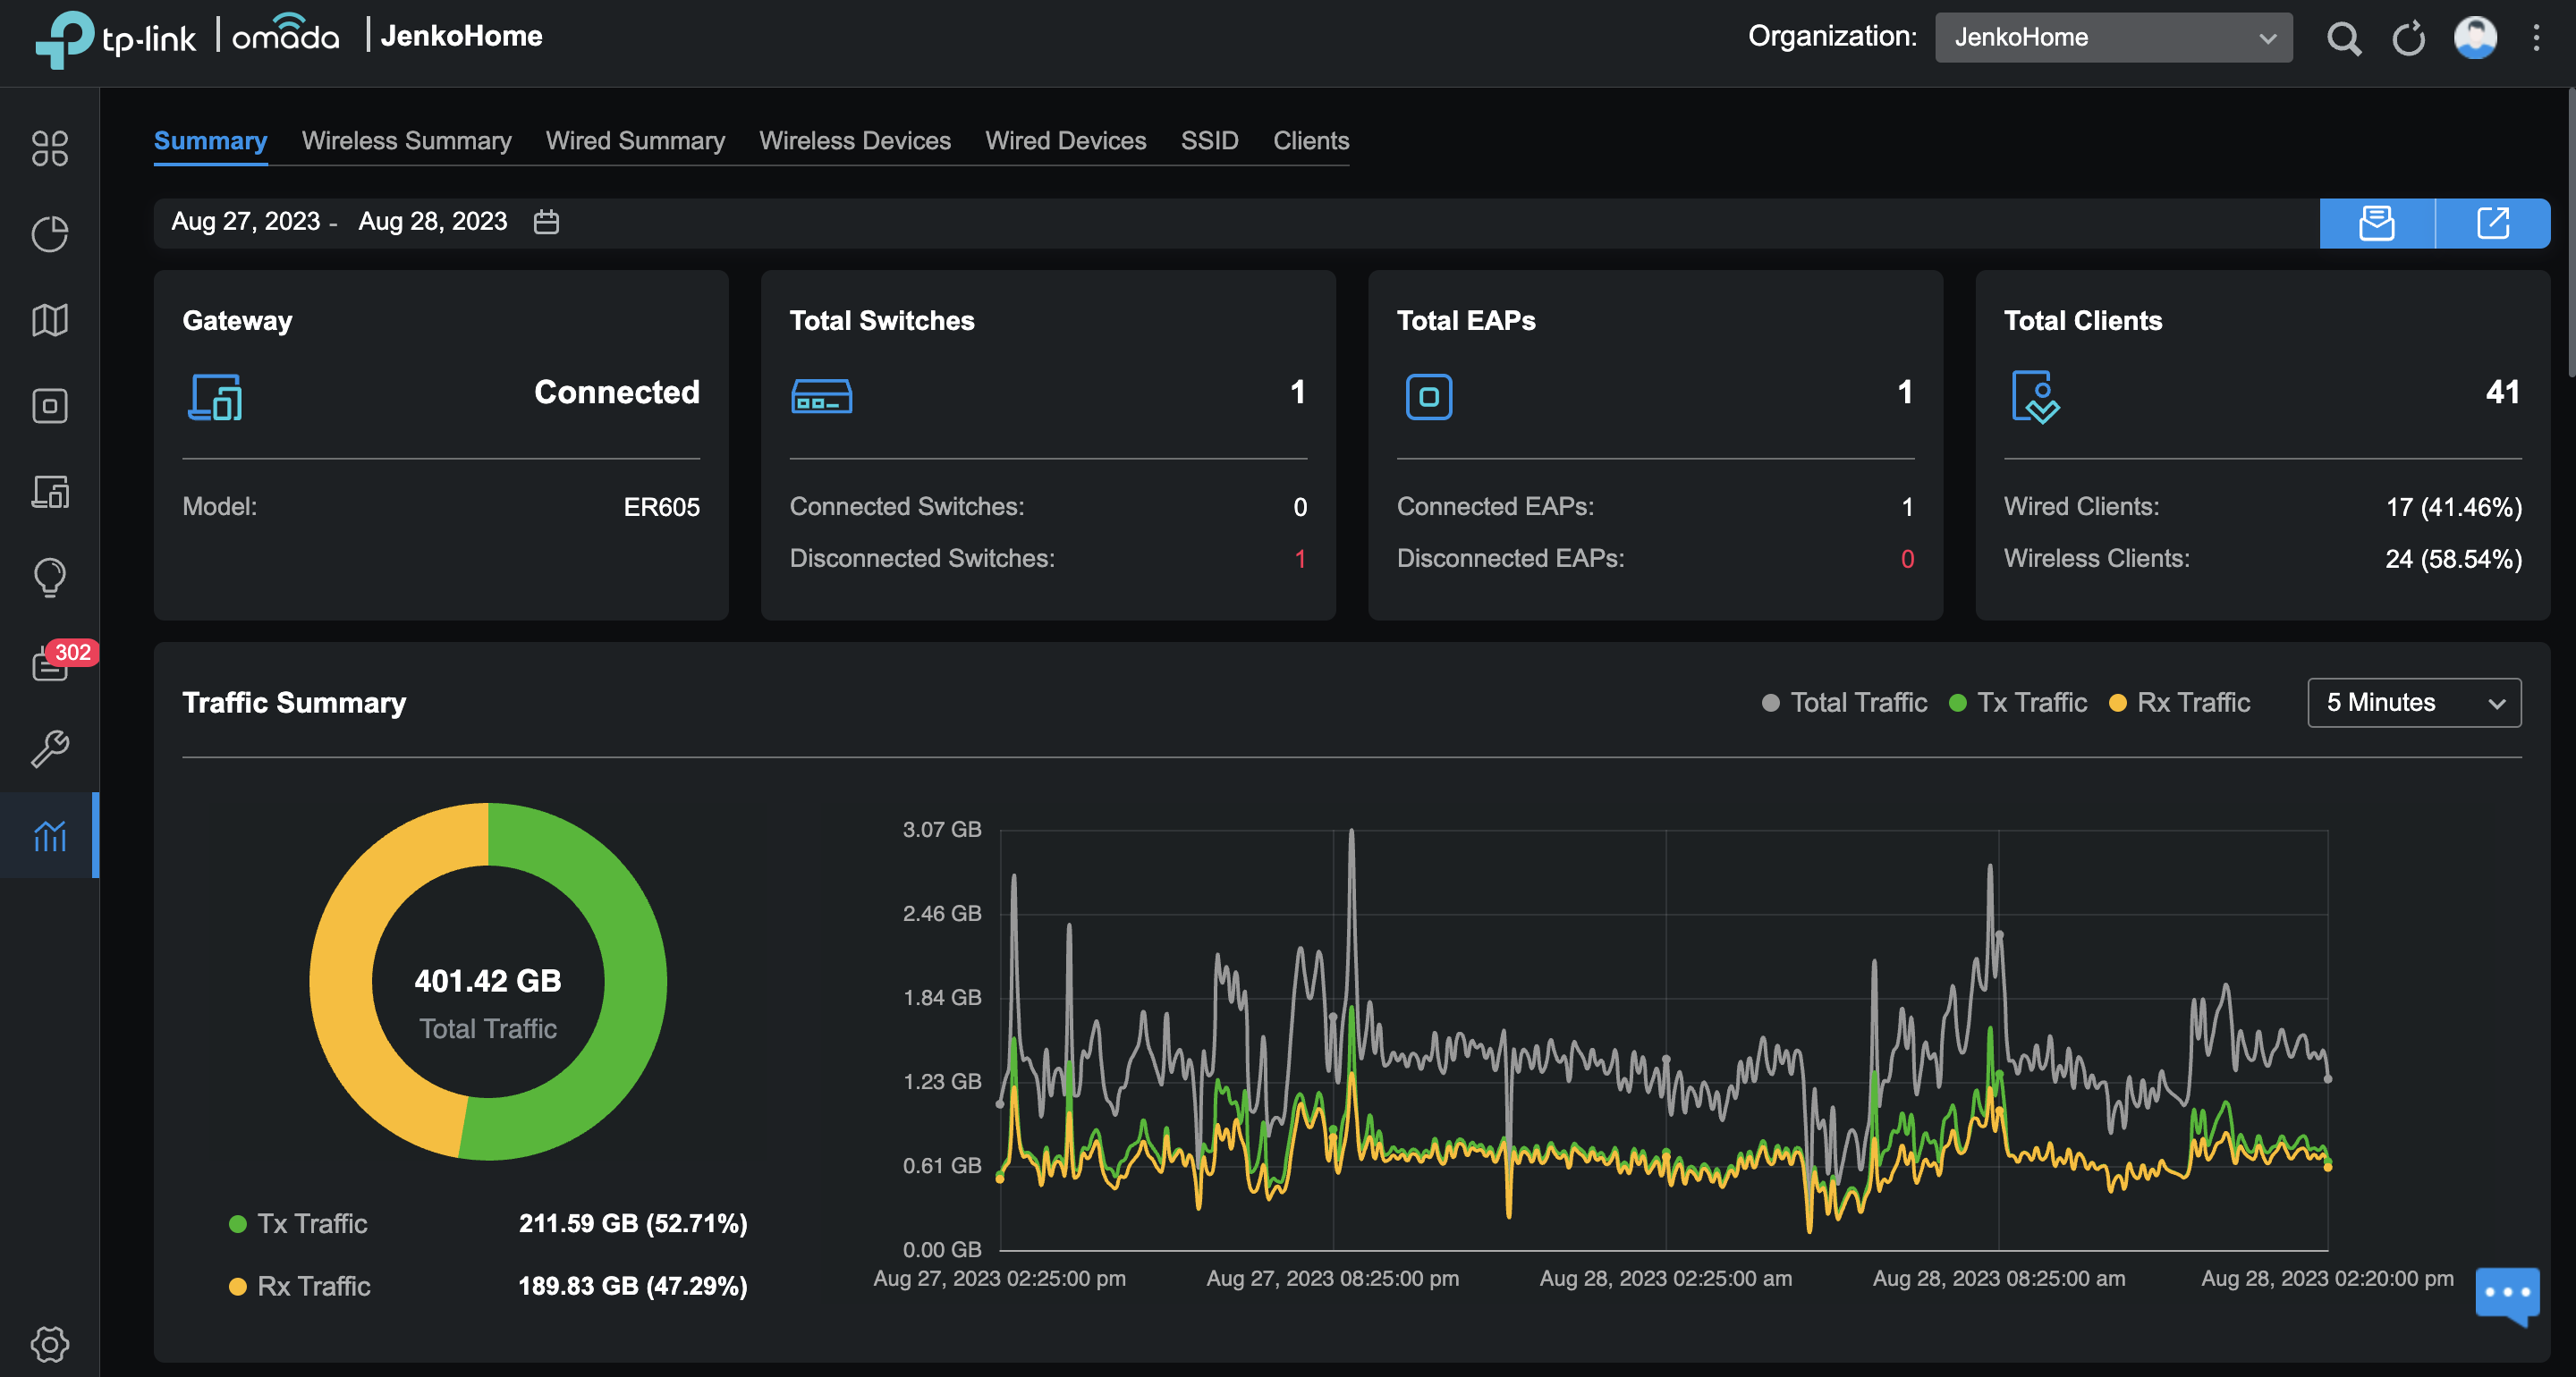 tp-link | omada | JenkoHome
Organization: JenkoHome
Summary Wireless Summary Wired Summary Wireless Devices Wired Devices SSID Clients
Aug 27, 2023 - Aug 28, 2023
Gateway
Connected
Model: ER605
Total Switches
1
Connected Switches: 0
Disconnected Switches: 1
Total EAPs
1
Connected EAPs: 1
Disconnected EAPs: 0
Total Clients
41
Wired Clients: 17 (41.46%)
Wireless Clients: 24 (58.54%)
302
Traffic Summary
Total Traffic Tx Traffic Rx Traffic
5 Minutes
401.42 GB
Total Traffic
Tx Traffic 211.59 GB (52.71%)
Rx Traffic 189.83 GB (47.29%)
3.07 GB
2.46 GB
1.84 GB
1.23 GB
0.61 GB
0.00 GB
Aug 27, 2023 02:25:00 pm Aug 27, 2023 08:25:00 pm Aug 28, 2023 02:25:00 am Aug 28, 2023 08:25:00 am Aug 28, 2023 02:20:00 pm